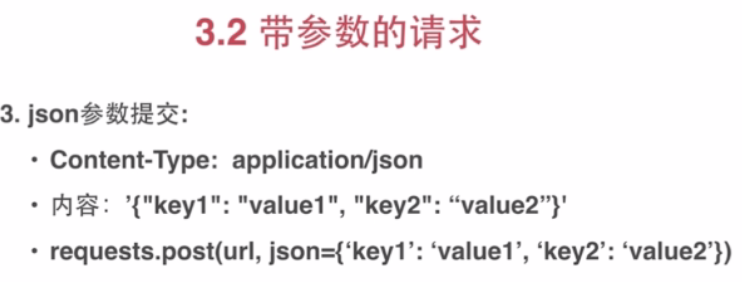 3.2 带参数的请求
3. json参数提交:
• Content-Type: application/json
• 内容：'{"key1": "value1", "key2": “value2”}'
• requests.post(url, json={‘key1’: ‘value1’, ‘key2’: ‘value2'})